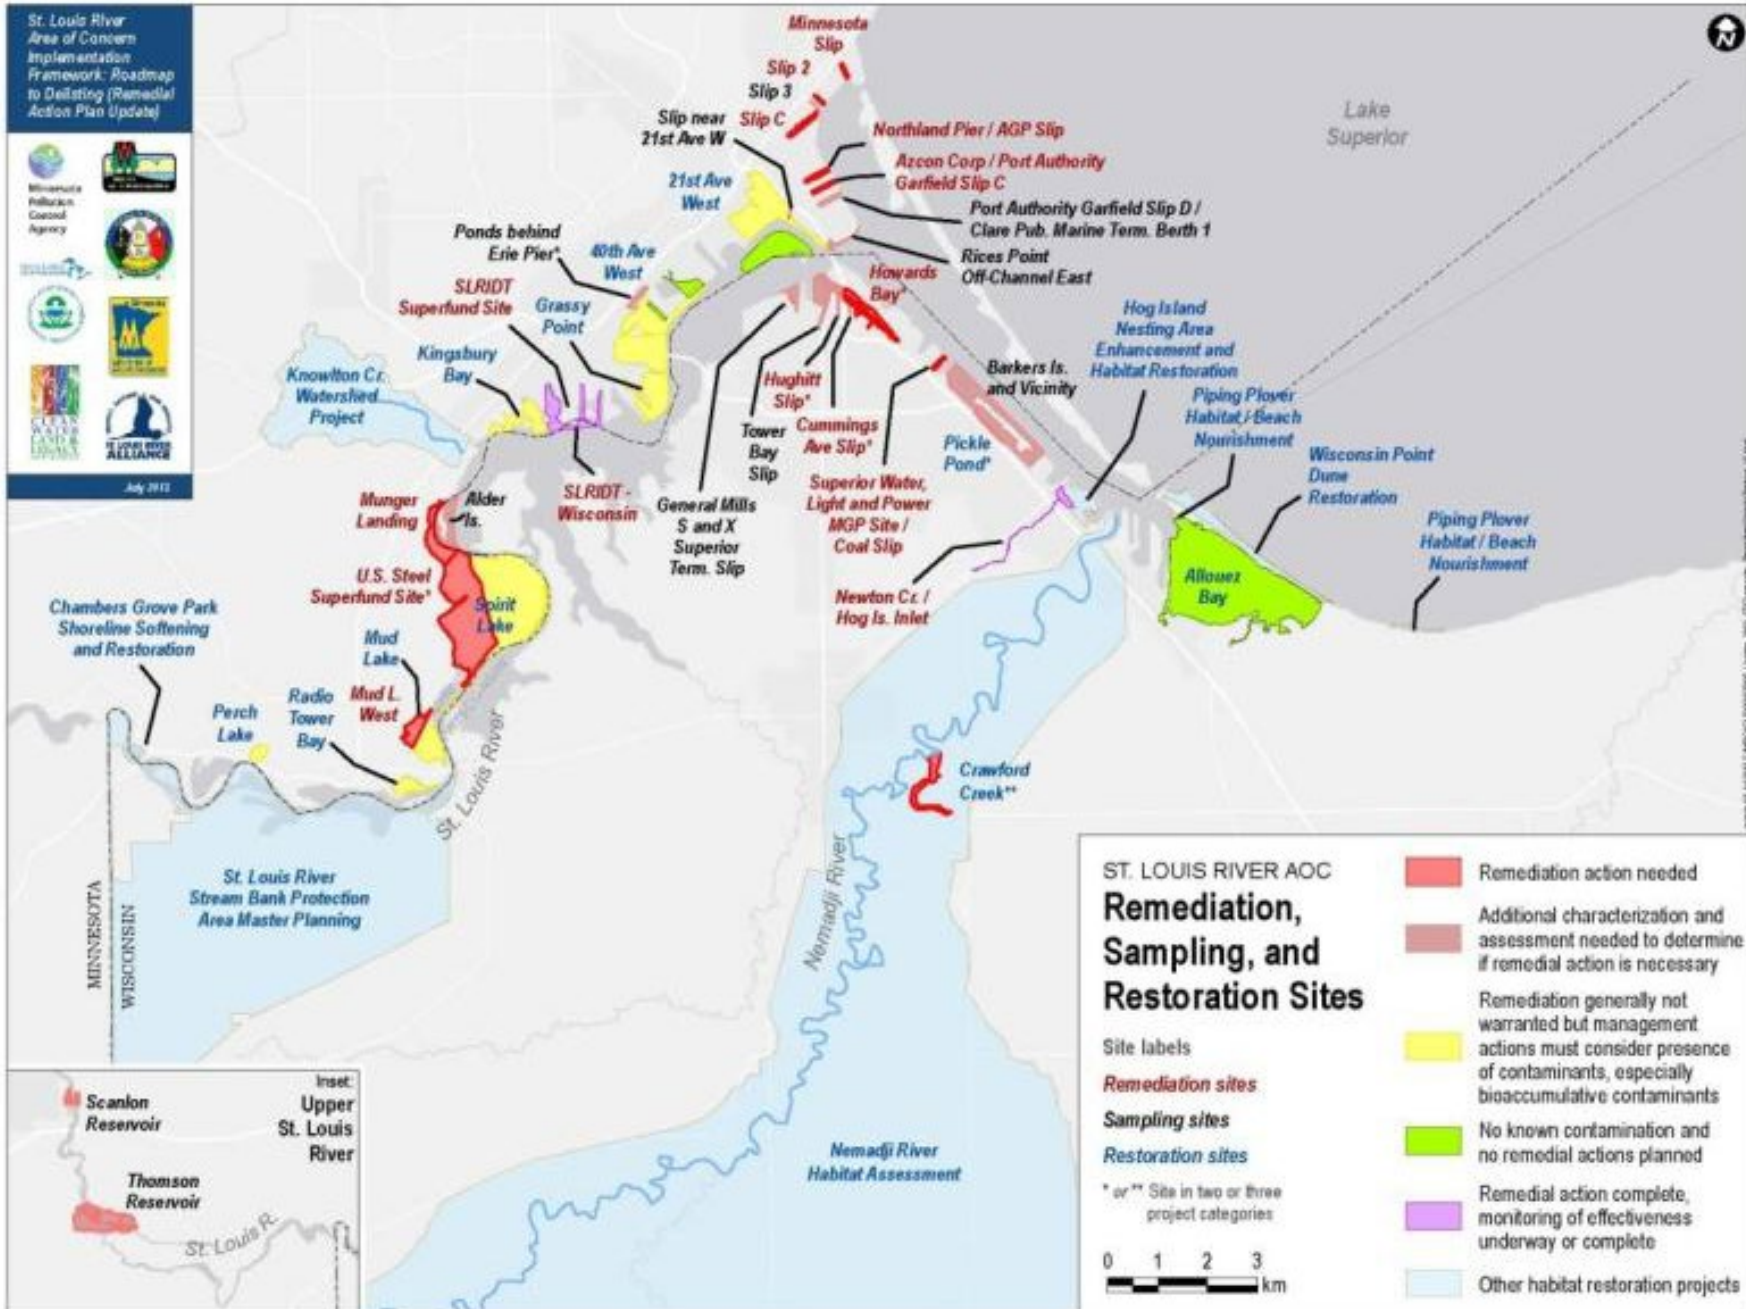 St. Louis River
Area of Concern
Implementation
Framework: Roadmap
to Delisting (Remedial
Action Plan Update)
Minnesota
Pollution
Control
Agency
CLEAN
WATER
LAND &
LEGACY
ST LOUIS RIVER
ALLIANCE
N
Lake
Superior
Minnesota
Slip
Slip 2
Slip 3
Slip C
Slip near
21st Ave W
Northland Pier / AGP Slip
Azcon Corp / Port Authority
Garfield Slip C
Port Authority Garfield Slip D /
Clare Pub. Marine Term. Berth 1
Rices Point
Off-Channel East
21st Ave
West
Ponds behind
Erie Pier*
40th Ave
West
SLRIDT
Superfund Site
Grassy
Point
Kingsbury
Bay
Knowlton Cr.
Watershed
Project
Howards
Bay*
Hog Island
Nesting Area
Enhancement and
Habitat Restoration
Barkers Is.
and Vicinity
Piping Plover
Habitat / Beach
Nourishment
Wisconsin Point
Dune
Restoration
Piping Plover
Habitat / Beach
Nourishment
Hughitt
Slip*
Tower
Bay
Slip
Cummings
Ave Slip*
Pickle
Pond*
General Mills
S and X
Superior
Term. Slip
Superior Water,
Light and Power
MGP Site /
Coal Slip
Newton Cr. /
Hog Is. Inlet
Allouez
Bay
SLRIDT -
Wisconsin
Munger
Landing
Alder
Is.
U.S. Steel
Superfund Site*
Spirit
Lake
Mud
Lake
Mud L.
West
Chambers Grove Park
Shoreline Softening
and Restoration
Perch
Lake
Radio
Tower
Bay
St. Louis River
Crawford
Creek**
Nemadji River
St. Louis River
Stream Bank Protection
Area Master Planning
MINNESOTA
WISCONSIN
Nemadji River
Habitat Assessment
Inset:
Upper
St. Louis
River
Scanlon
Reservoir
Thomson
Reservoir
St. Louis R.
ST. LOUIS RIVER AOC
Remediation,
Sampling, and
Restoration Sites
Site labels
Remediation sites
Sampling sites
Restoration sites
* or ** Site in two or three
project categories
0 1 2 3
km
Remediation action needed
Additional characterization and
assessment needed to determine
if remedial action is necessary
Remediation generally not
warranted but management
actions must consider presence
of contaminants, especially
bioaccumulative contaminants
No known contamination and
no remedial actions planned
Remedial action complete,
monitoring of effectiveness
underway or complete
Other habitat restoration projects